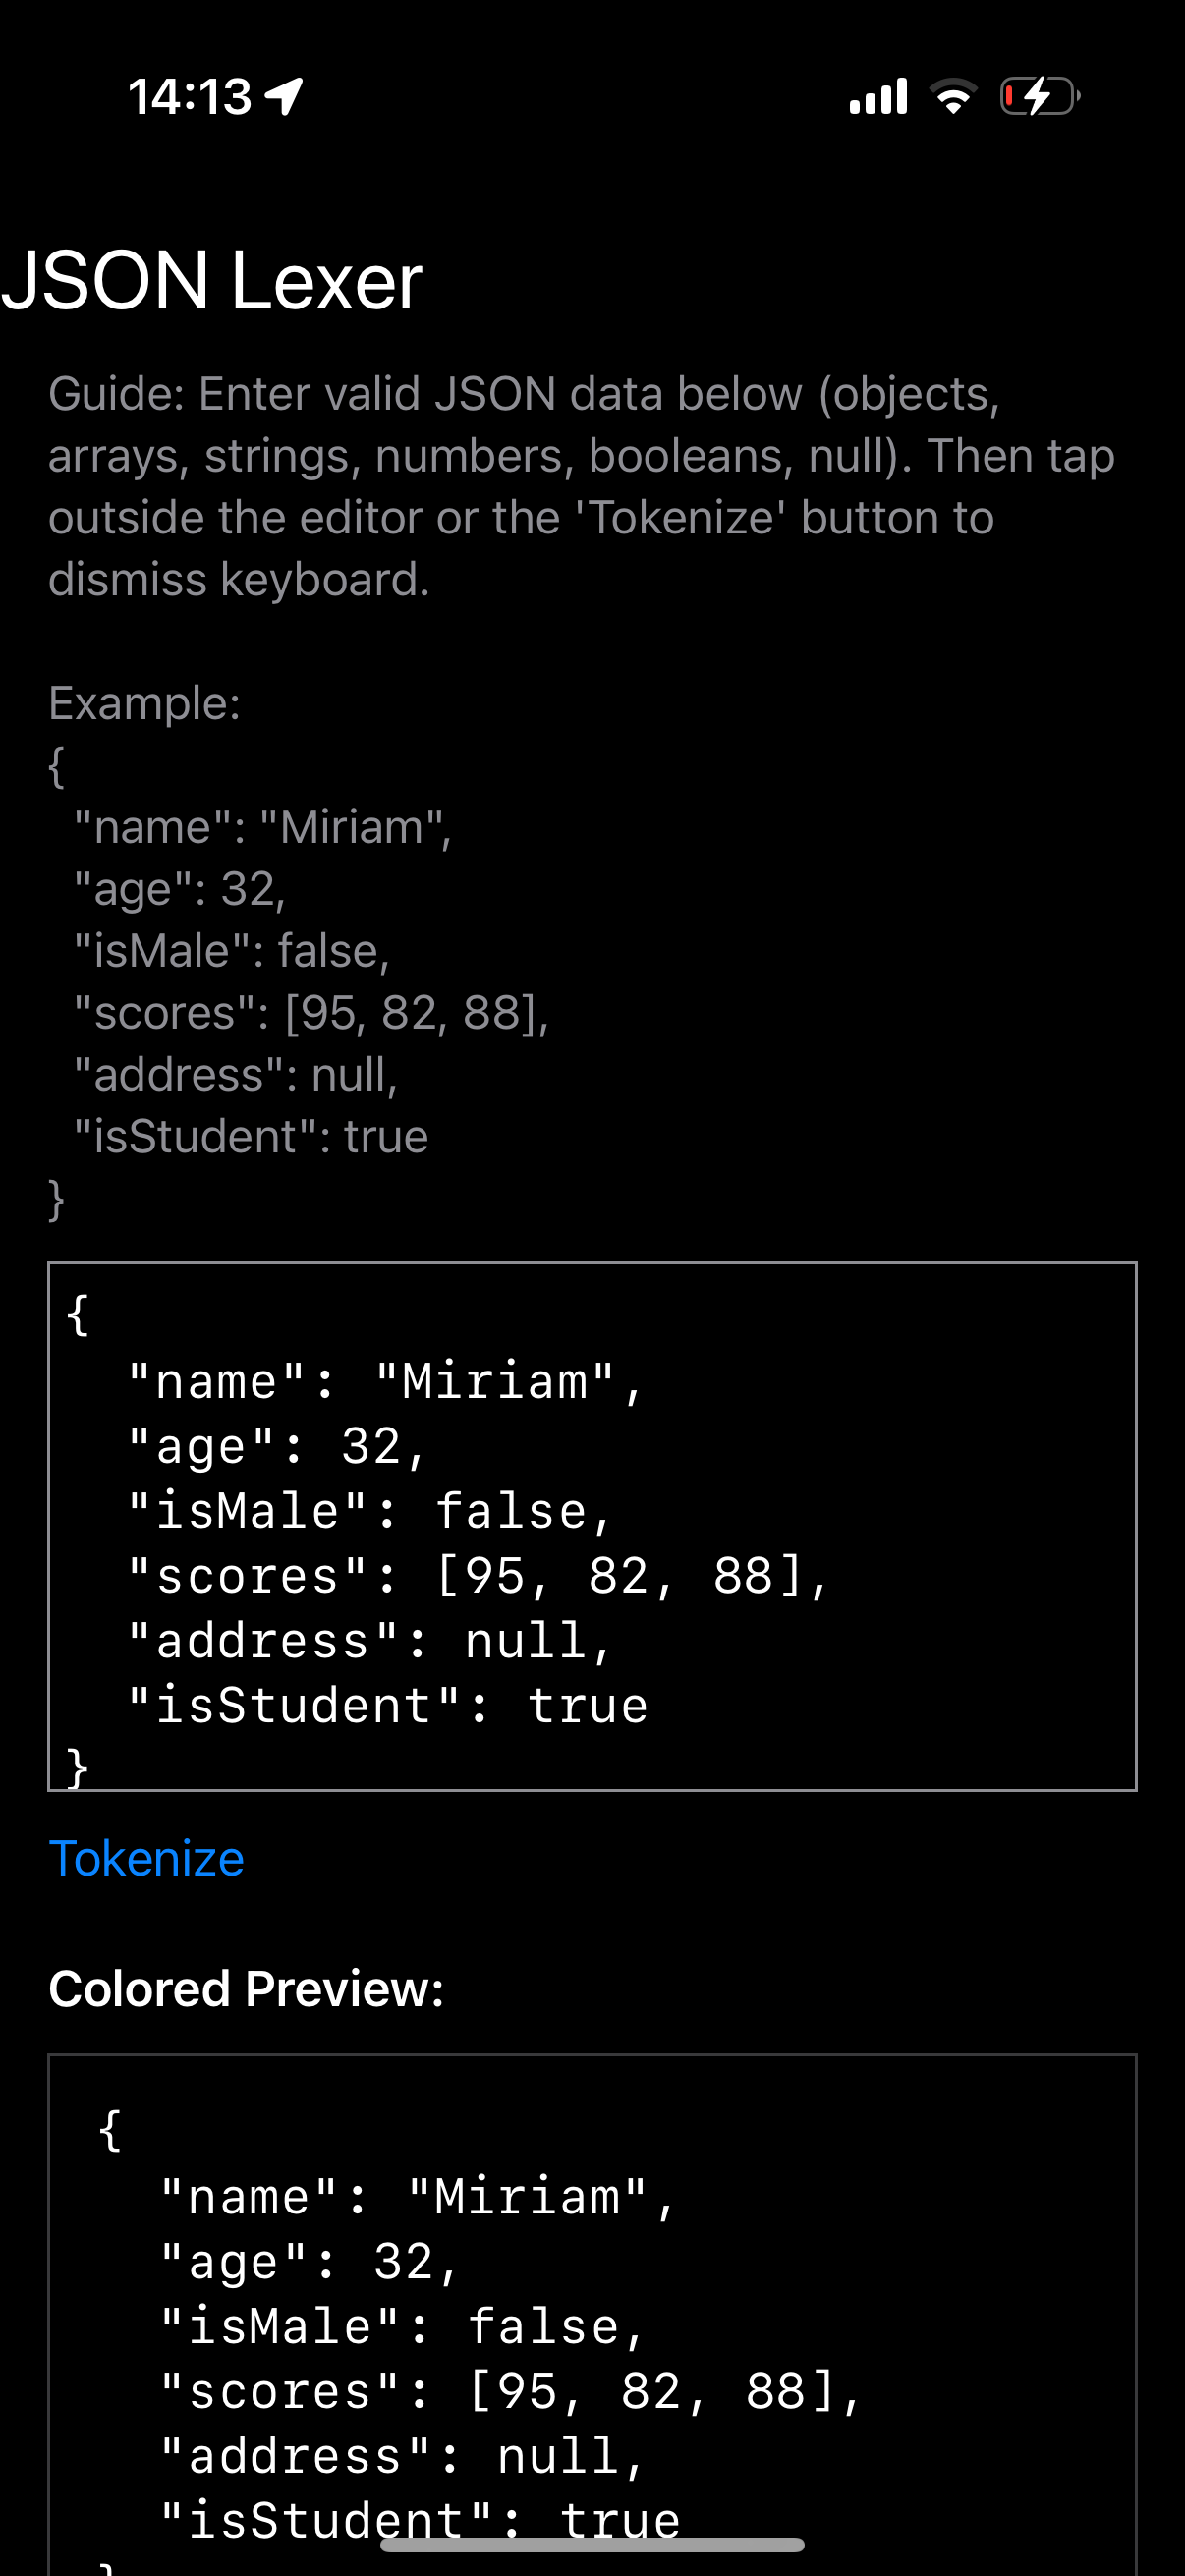 14:13
JSON Lexer
Guide: Enter valid JSON data below (objects,
arrays, strings, numbers, booleans, null). Then tap
outside the editor or the 'Tokenize' button to
dismiss keyboard.
Example:
{
  "name": "Miriam",
  "age": 32,
  "isMale": false,
  "scores": [95, 82, 88],
  "address": null,
  "isStudent": true
}
{
  "name": "Miriam",
  "age": 32,
  "isMale": false,
  "scores": [95, 82, 88],
  "address": null,
  "isStudent": true
}
Tokenize
Colored Preview:
{
  "name": "Miriam",
  "age": 32,
  "isMale": false,
  "scores": [95, 82, 88],
  "address": null,
  "isStudent": true
}